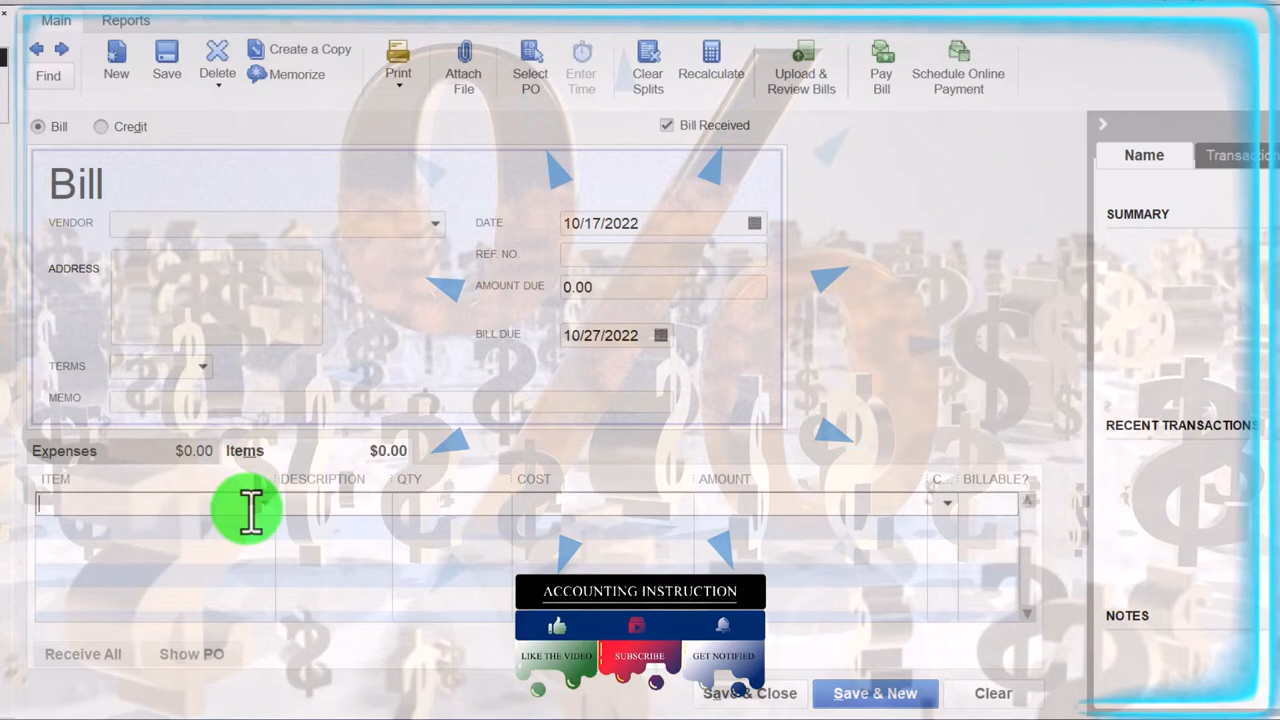 Main Reports
Find
New
Save
Delete
Create a Copy
Memorize
Print
Attach
File
Select
PO
Enter
Time
Clear
Splits
Recalculate
Upload &
Review Bills
Pay
Bill
Schedule Online
Payment
Bill Credit Bill Received
Bill
VENDOR
DATE 10/17/2022
REF. NO.
ADDRESS
AMOUNT DUE 0.00
BILL DUE 10/27/2022
TERMS
MEMO
Expenses $0.00 Items $0.00
ITEM DESCRIPTION QTY COST AMOUNT C... BILLABLE?
Receive All Show PO
Save & Close Save & New Clear
Name
SUMMARY
RECENT TRANSACTIONS
NOTES
ACCOUNTING INSTRUCTION
LIKE THE VIDEO SUBSCRIBE GET NOTIFIED